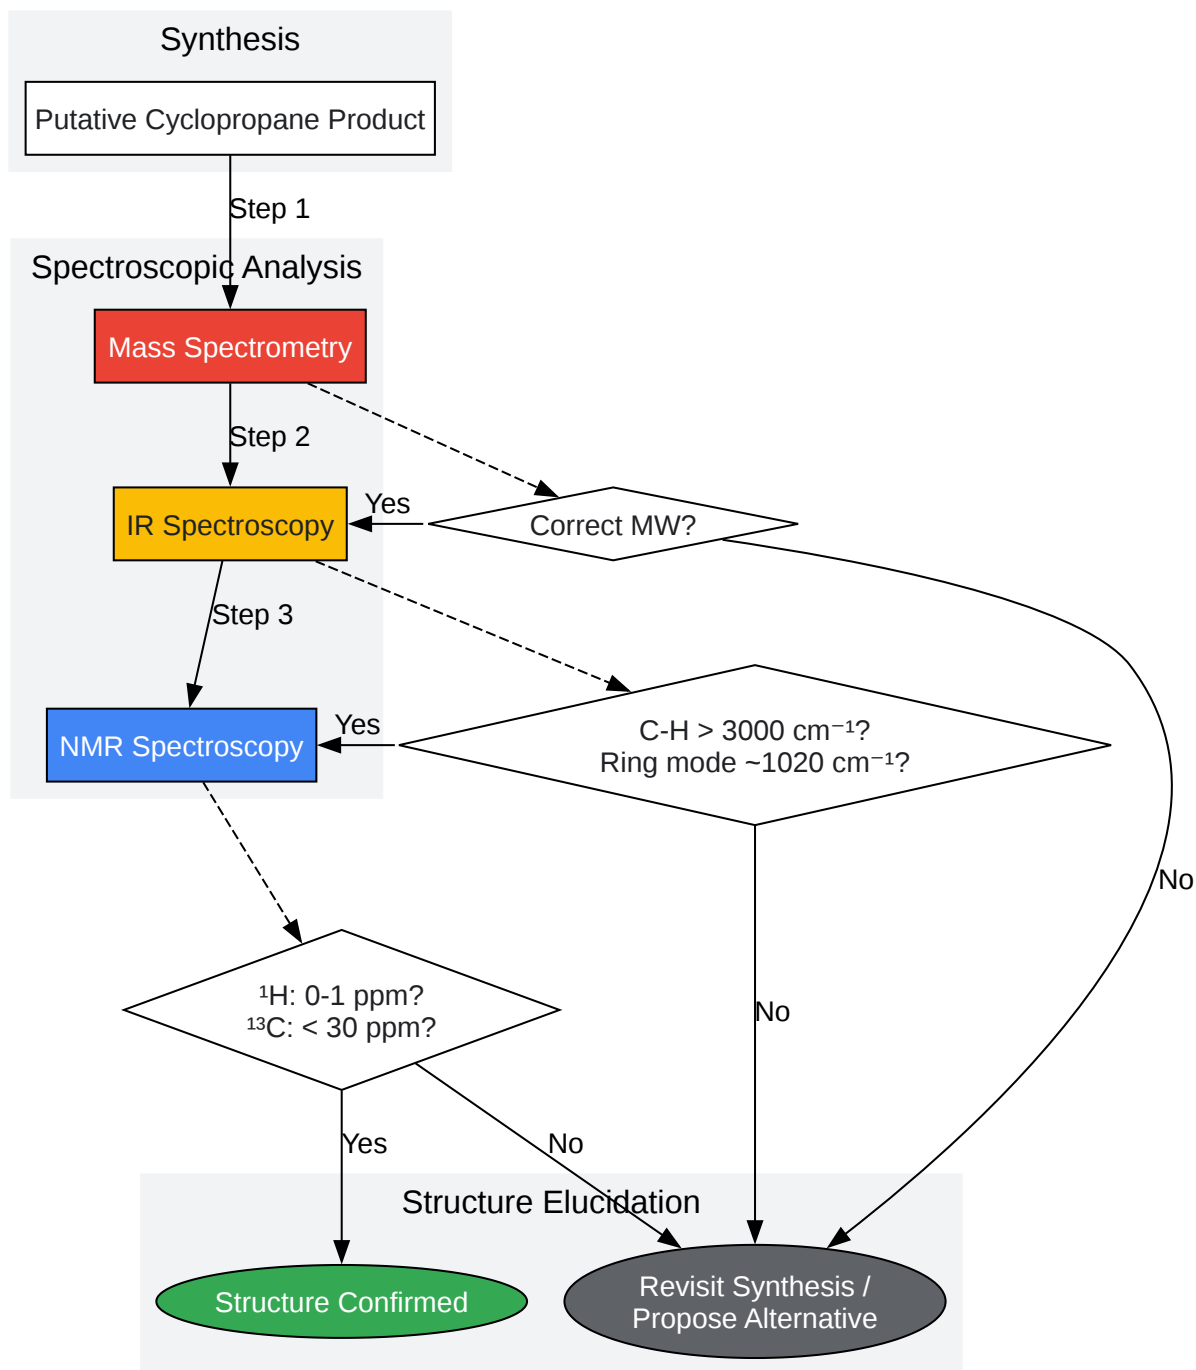 Synthesis
Putative Cyclopropane Product
Step 1
Spectroscopic Analysis
Mass Spectrometry
Step 2
IR Spectroscopy
Yes
Correct MW?
Step 3
NMR Spectroscopy
Yes
C-H > 3000 cm⁻¹?
Ring mode ~1020 cm⁻¹?
No
¹H: 0-1 ppm?
¹³C: < 30 ppm?
No
Yes
No
Structure Elucidation
Structure Confirmed
Revisit Synthesis /
Propose Alternative